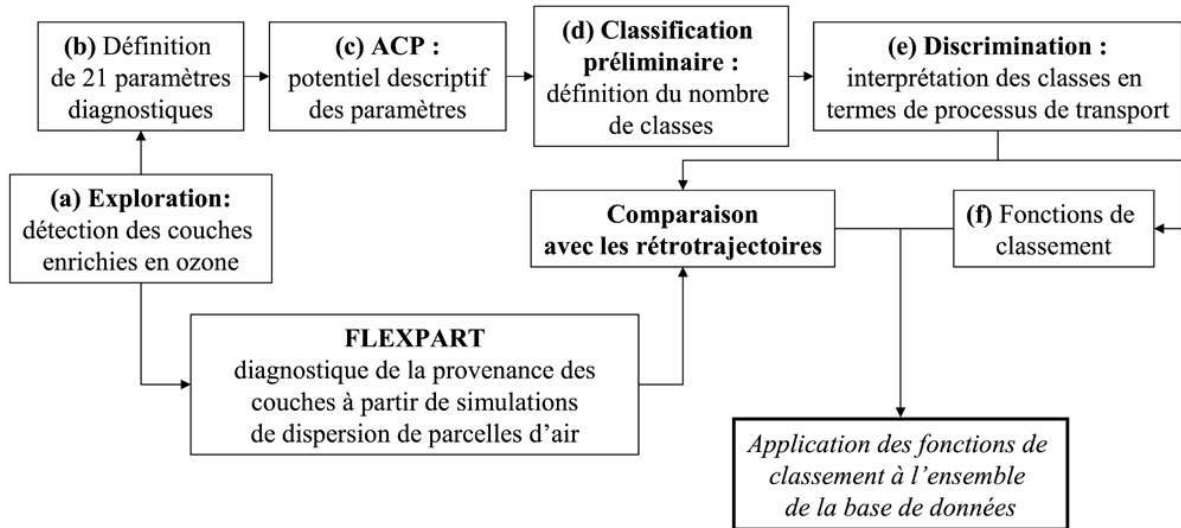 (b) Définition
de 21 paramètres
diagnostiques
(c) ACP :
potentiel descriptif
des paramètres
(d) Classification
préliminaire :
définition du nombre
de classes
(e) Discrimination :
interprétation des classes en
termes de processus de transport
(a) Exploration:
détection des couches
enrichies en ozone
Comparaison
avec les rétrotrajectoires
(f) Fonctions de
classement
FLEXPART
diagnostique de la provenance des
couches à partir de simulations
de dispersion de parcelles d’air
Application des fonctions de
classement à l’ensemble
de la base de données